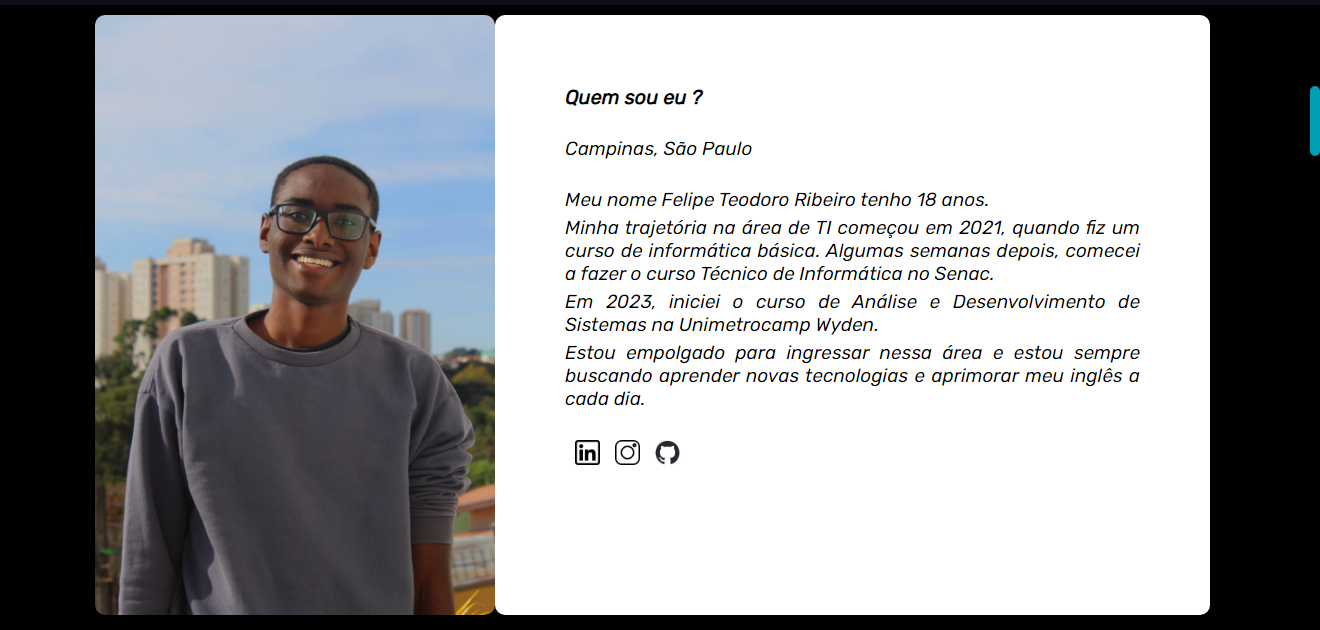 Quem sou eu ?
Campinas, São Paulo
Meu nome Felipe Teodoro Ribeiro tenho 18 anos.
Minha trajetória na área de TI começou em 2021, quando fiz um
curso de informática básica. Algumas semanas depois, comecei
a fazer o curso Técnico de Informática no Senac.
Em 2023, iniciei o curso de Análise e Desenvolvimento de
Sistemas na Unimetrocamp Wyden.
Estou empolgado para ingressar nessa área e estou sempre
buscando aprender novas tecnologias e aprimorar meu inglês a
cada dia.
in